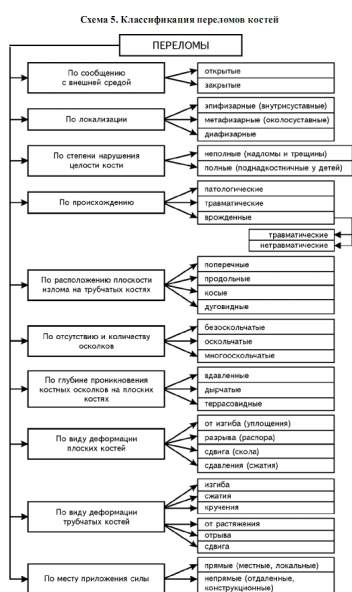 Схема 5. Классификация переломов костей
ПЕРЕЛОМЫ
По сообщению
с внешней средой
открытые
закрытые
По локализации
эпифизарные (внутрисуставные)
метафизарные (околосуставные)
диафизарные
По степени нарушения
целости кости
неполные (надломы и трещины)
полные (поднадкостничные у детей)
По происхождению
патологические
травматические
врожденные
травматические
нетравматические
По расположению плоскости
излома на трубчатых костях
поперечные
продольные
косые
дуговидные
По отсутствию и количеству
осколков
безоскольчатые
оскольчатые
многооскольчатые
По глубине проникновения
костных осколков на плоских
костях
вдавленные
дырчатые
террасовидные
По виду деформации
плоских костей
от изгиба (уплощения)
разрыва (распора)
сдвига (скола)
сдавления (сжатия)
По виду деформации
трубчатых костей
изгиба
сжатия
кручения
от растяжения
отрыва
сдвига
По месту приложения силы
прямые (местные, локальные)
непрямые (отдаленные,
конструкционные)